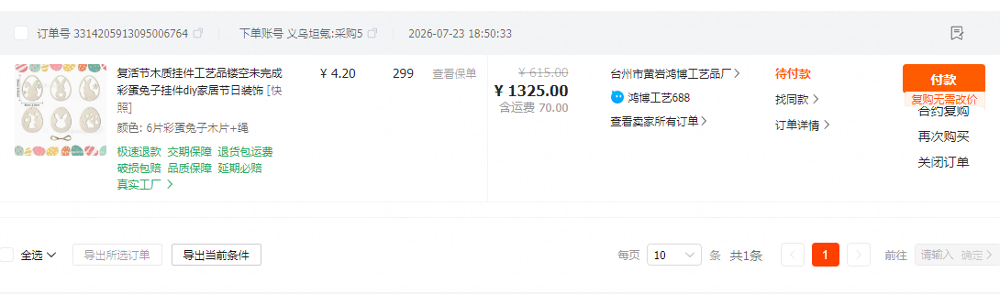 订单号 3314205913095006764 下单账号 义乌坦氪:采购5 2026-07-23 18:50:33
复活节木质挂件工艺品镂空未完成
彩蛋兔子挂件diy家居节日装饰 [快
照]
颜色: 6片彩蛋兔子木片+绳
极速退款 交期保障 退货包运费
破损包赔 品质保障 延期必赔
真实工厂
¥ 4.20
299
查看保单
¥ 615.00
¥ 1325.00
含运费 70.00
台州市黄岩鸿博工艺品厂
鸿博工艺688
查看卖家所有订单
待付款
找同款
订单详情
付款
复购无需改价
合约复购
再次购买
关闭订单
全选 导出所选订单 导出当前条件 每页 10 条 共1条 1 前往 请输入 确定